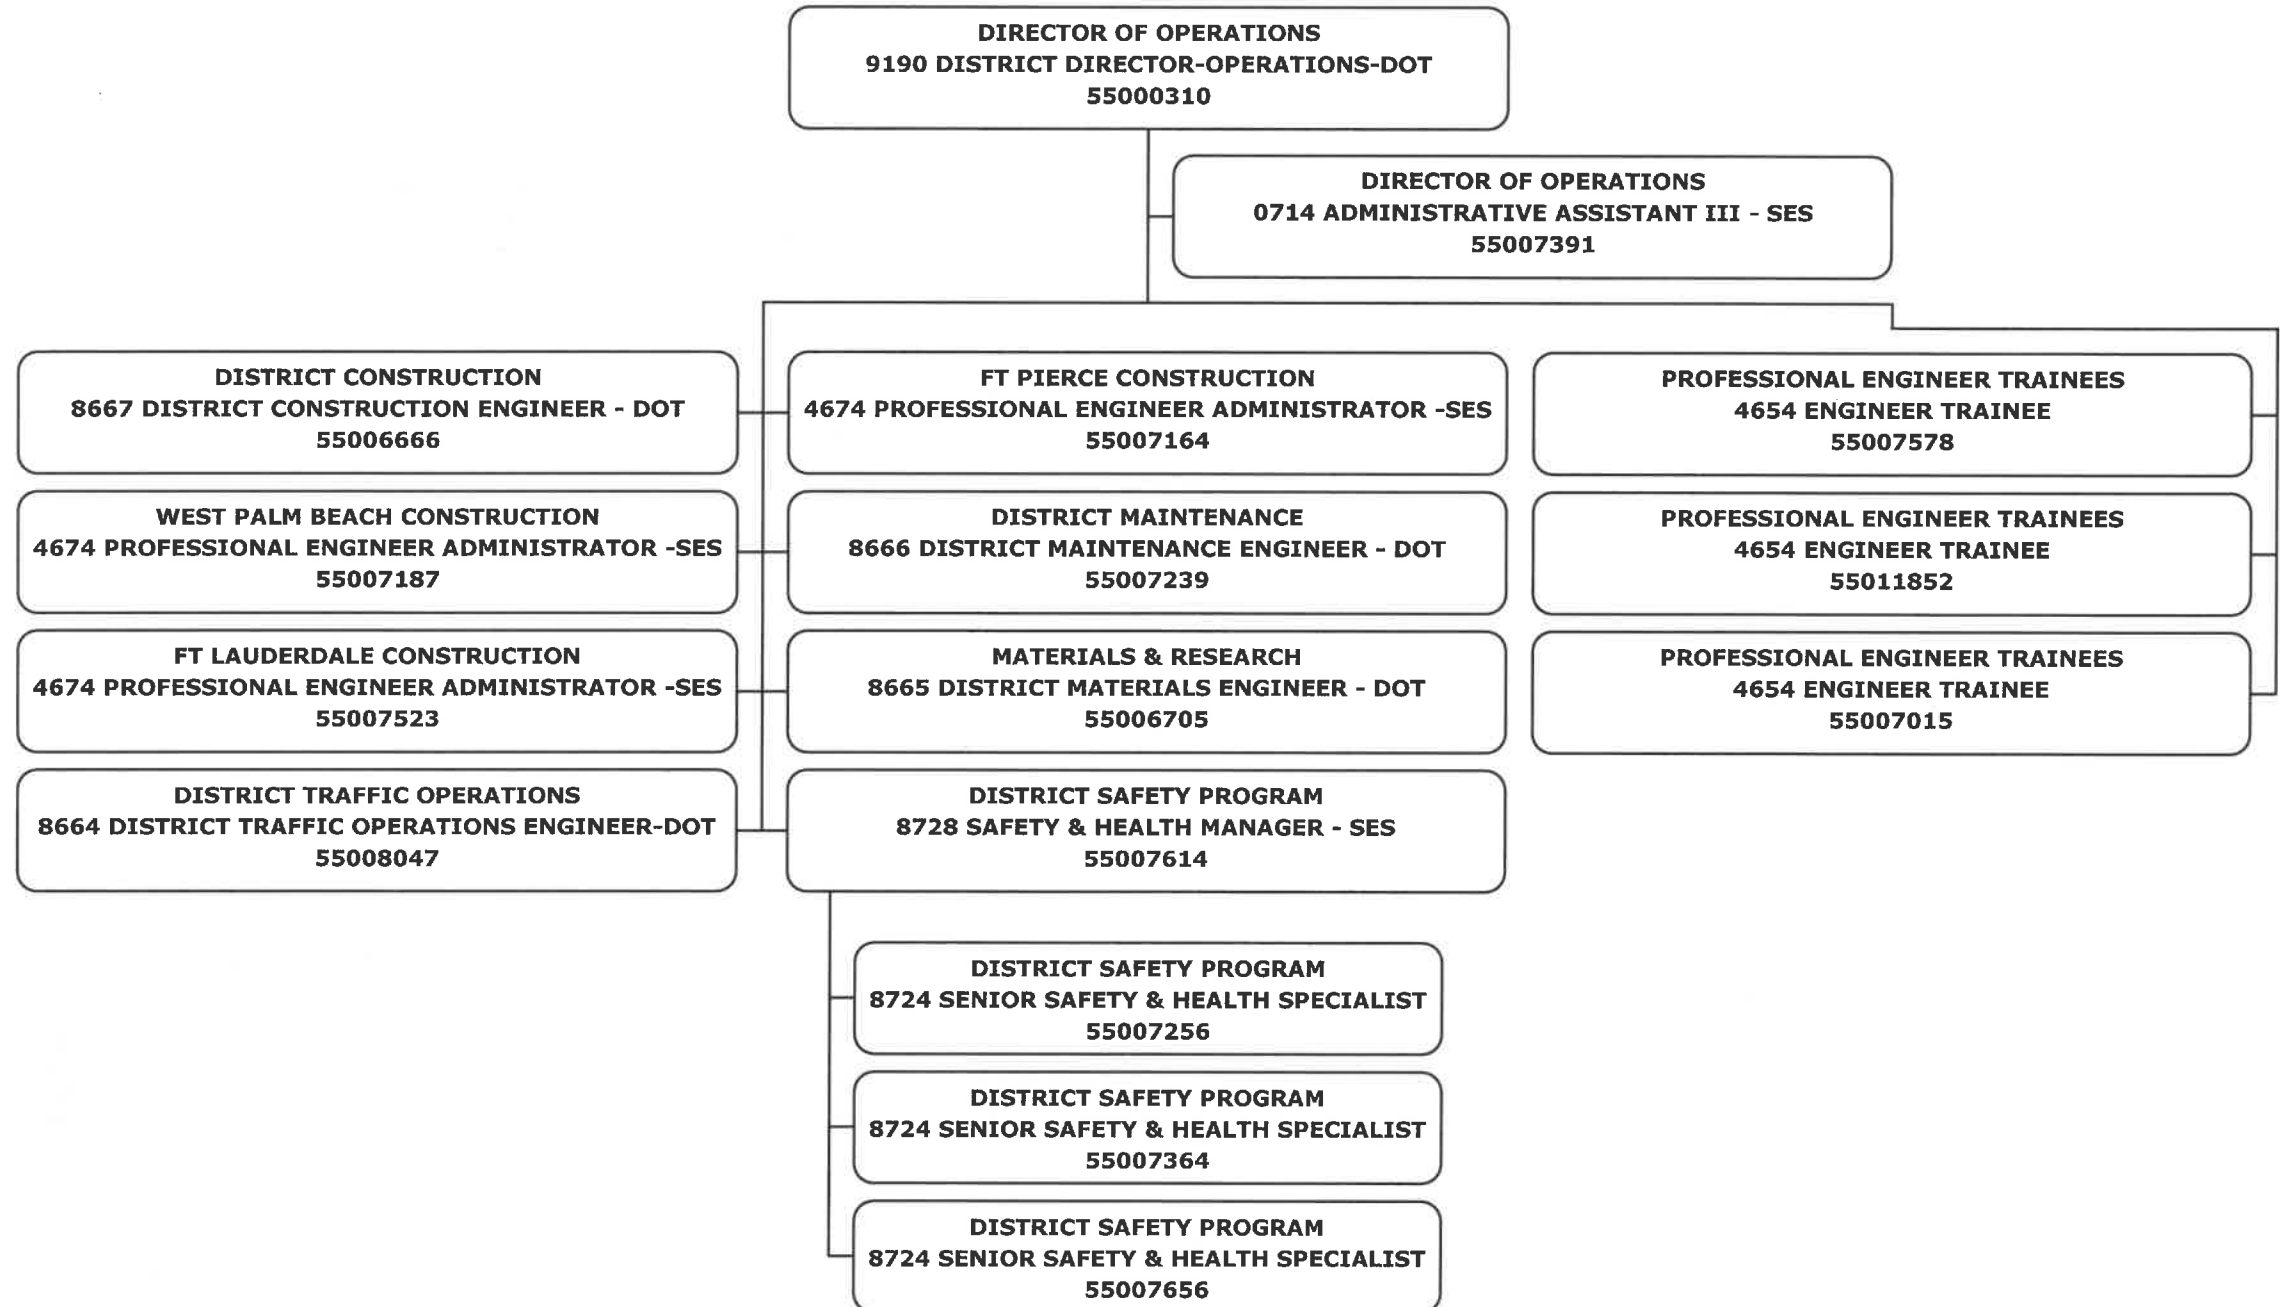 DIRECTOR OF OPERATIONS
9190 DISTRICT DIRECTOR-OPERATIONS-DOT
55000310
DIRECTOR OF OPERATIONS
0714 ADMINISTRATIVE ASSISTANT III - SES
55007391
DISTRICT CONSTRUCTION
8667 DISTRICT CONSTRUCTION ENGINEER - DOT
55006666
FT PIERCE CONSTRUCTION
4674 PROFESSIONAL ENGINEER ADMINISTRATOR -SES
55007164
PROFESSIONAL ENGINEER TRAINEES
4654 ENGINEER TRAINEE
55007578
WEST PALM BEACH CONSTRUCTION
4674 PROFESSIONAL ENGINEER ADMINISTRATOR -SES
55007187
DISTRICT MAINTENANCE
8666 DISTRICT MAINTENANCE ENGINEER - DOT
55007239
PROFESSIONAL ENGINEER TRAINEES
4654 ENGINEER TRAINEE
55011852
FT LAUDERDALE CONSTRUCTION
4674 PROFESSIONAL ENGINEER ADMINISTRATOR -SES
55007523
MATERIALS & RESEARCH
8665 DISTRICT MATERIALS ENGINEER - DOT
55006705
PROFESSIONAL ENGINEER TRAINEES
4654 ENGINEER TRAINEE
55007015
DISTRICT TRAFFIC OPERATIONS
8664 DISTRICT TRAFFIC OPERATIONS ENGINEER-DOT
55008047
DISTRICT SAFETY PROGRAM
8728 SAFETY & HEALTH MANAGER - SES
55007614
DISTRICT SAFETY PROGRAM
8724 SENIOR SAFETY & HEALTH SPECIALIST
55007256
DISTRICT SAFETY PROGRAM
8724 SENIOR SAFETY & HEALTH SPECIALIST
55007364
DISTRICT SAFETY PROGRAM
8724 SENIOR SAFETY & HEALTH SPECIALIST
55007656